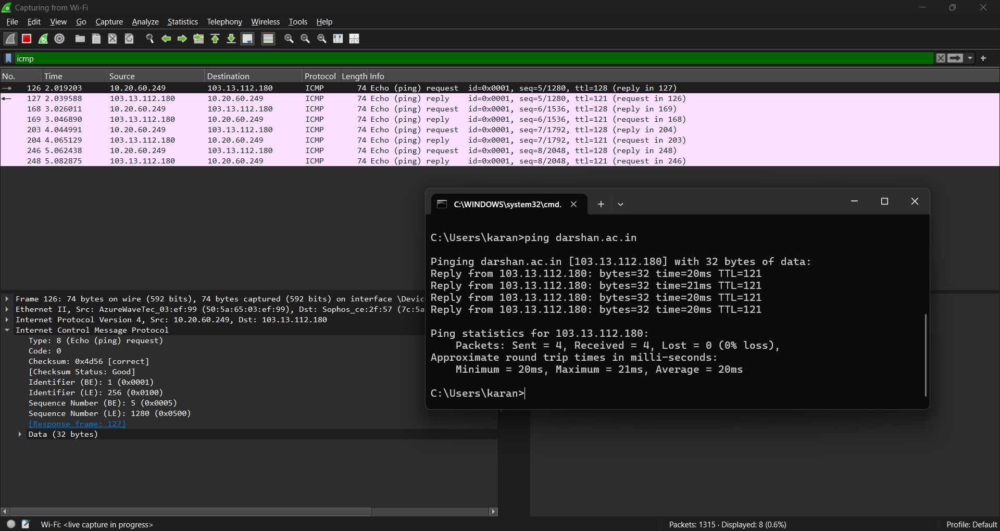 Capturing from Wi-Fi
File Edit View Go Capture Analyze Statistics Telephony Wireless Tools Help
icmp
No. Time Source Destination Protocol Length Info
126 2.019203 10.20.60.249 103.13.112.180 ICMP 74 Echo (ping) request id=0x0001, seq=5/1280, ttl=128 (reply in 127)
127 2.039588 103.13.112.180 10.20.60.249 ICMP 74 Echo (ping) reply id=0x0001, seq=5/1280, ttl=121 (request in 126)
168 3.026011 10.20.60.249 103.13.112.180 ICMP 74 Echo (ping) request id=0x0001, seq=6/1536, ttl=128 (reply in 169)
169 3.046890 103.13.112.180 10.20.60.249 ICMP 74 Echo (ping) reply id=0x0001, seq=6/1536, ttl=121 (request in 168)
203 4.044991 10.20.60.249 103.13.112.180 ICMP 74 Echo (ping) request id=0x0001, seq=7/1792, ttl=128 (reply in 204)
204 4.065129 103.13.112.180 10.20.60.249 ICMP 74 Echo (ping) reply id=0x0001, seq=7/1792, ttl=121 (request in 203)
246 5.062438 10.20.60.249 103.13.112.180 ICMP 74 Echo (ping) request id=0x0001, seq=8/2048, ttl=128 (reply in 248)
248 5.082875 103.13.112.180 10.20.60.249 ICMP 74 Echo (ping) reply id=0x0001, seq=8/2048, ttl=121 (request in 246)
C:\WINDOWS\system32\cmd.
C:\Users\karan>ping darshan.ac.in
Pinging darshan.ac.in [103.13.112.180] with 32 bytes of data:
Reply from 103.13.112.180: bytes=32 time=20ms TTL=121
Reply from 103.13.112.180: bytes=32 time=21ms TTL=121
Reply from 103.13.112.180: bytes=32 time=20ms TTL=121
Reply from 103.13.112.180: bytes=32 time=20ms TTL=121
Ping statistics for 103.13.112.180:
Packets: Sent = 4, Received = 4, Lost = 0 (0% loss),
Approximate round trip times in milli-seconds:
Minimum = 20ms, Maximum = 21ms, Average = 20ms
C:\Users\karan>
Frame 126: 74 bytes on wire (592 bits), 74 bytes captured (592 bits) on interface \Devic
Ethernet II, Src: AzureWaveTec_03:ef:99 (50:5a:65:03:ef:99), Dst: Sophos_ce:2f:57 (7c:5a
Internet Protocol Version 4, Src: 10.20.60.249, Dst: 103.13.112.180
Internet Control Message Protocol
Type: 8 (Echo (ping) request)
Code: 0
Checksum: 0x4d56 [correct]
[Checksum Status: Good]
Identifier (BE): 1 (0x0001)
Identifier (LE): 256 (0x0100)
Sequence Number (BE): 5 (0x0005)
Sequence Number (LE): 1280 (0x0500)
[Response frame: 127]
Data (32 bytes)
Wi-Fi: <live capture in progress>
Packets: 1315 · Displayed: 8 (0.6%)
Profile: Default